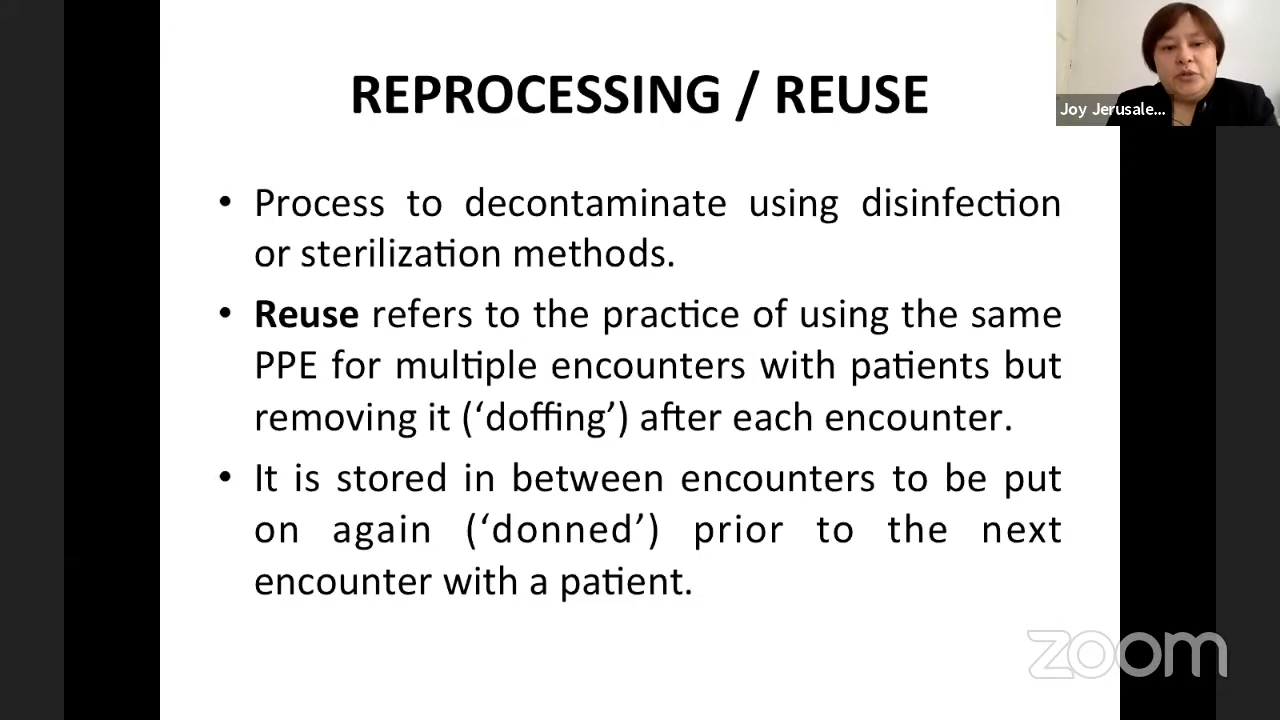 REPROCESSING / REUSE
Joy Jerusale...
• Process to decontaminate using disinfection
or sterilization methods.
• Reuse refers to the practice of using the same
PPE for multiple encounters with patients but
removing it (‘doffing’) after each encounter.
• It is stored in between encounters to be put
on again (‘donned’) prior to the next
encounter with a patient.
zoom